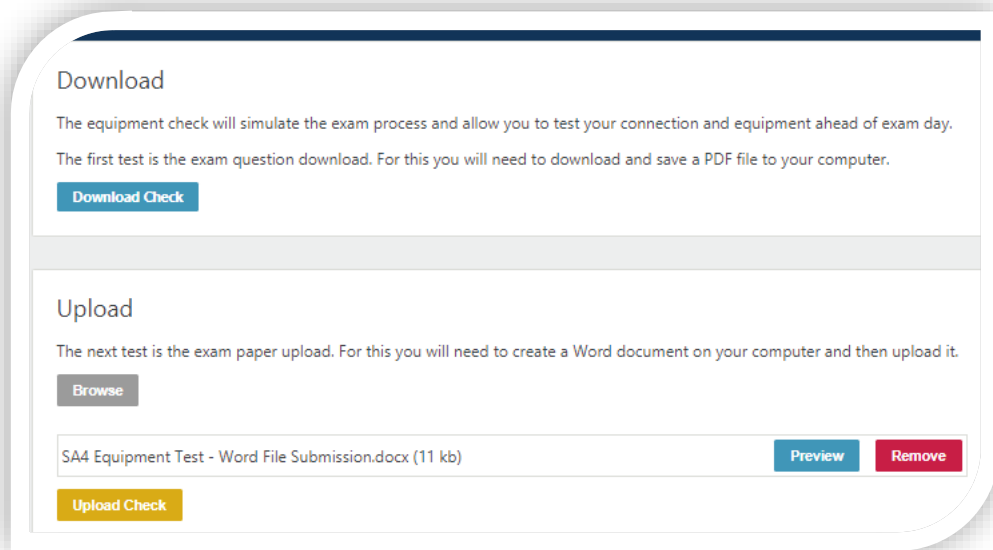 Download
The equipment check will simulate the exam process and allow you to test your connection and equipment ahead of exam day.
The first test is the exam question download. For this you will need to download and save a PDF file to your computer.
Download Check
Upload
The next test is the exam paper upload. For this you will need to create a Word document on your computer and then upload it.
Browse
SA4 Equipment Test - Word File Submission.docx (11 kb) Preview Remove
Upload Check